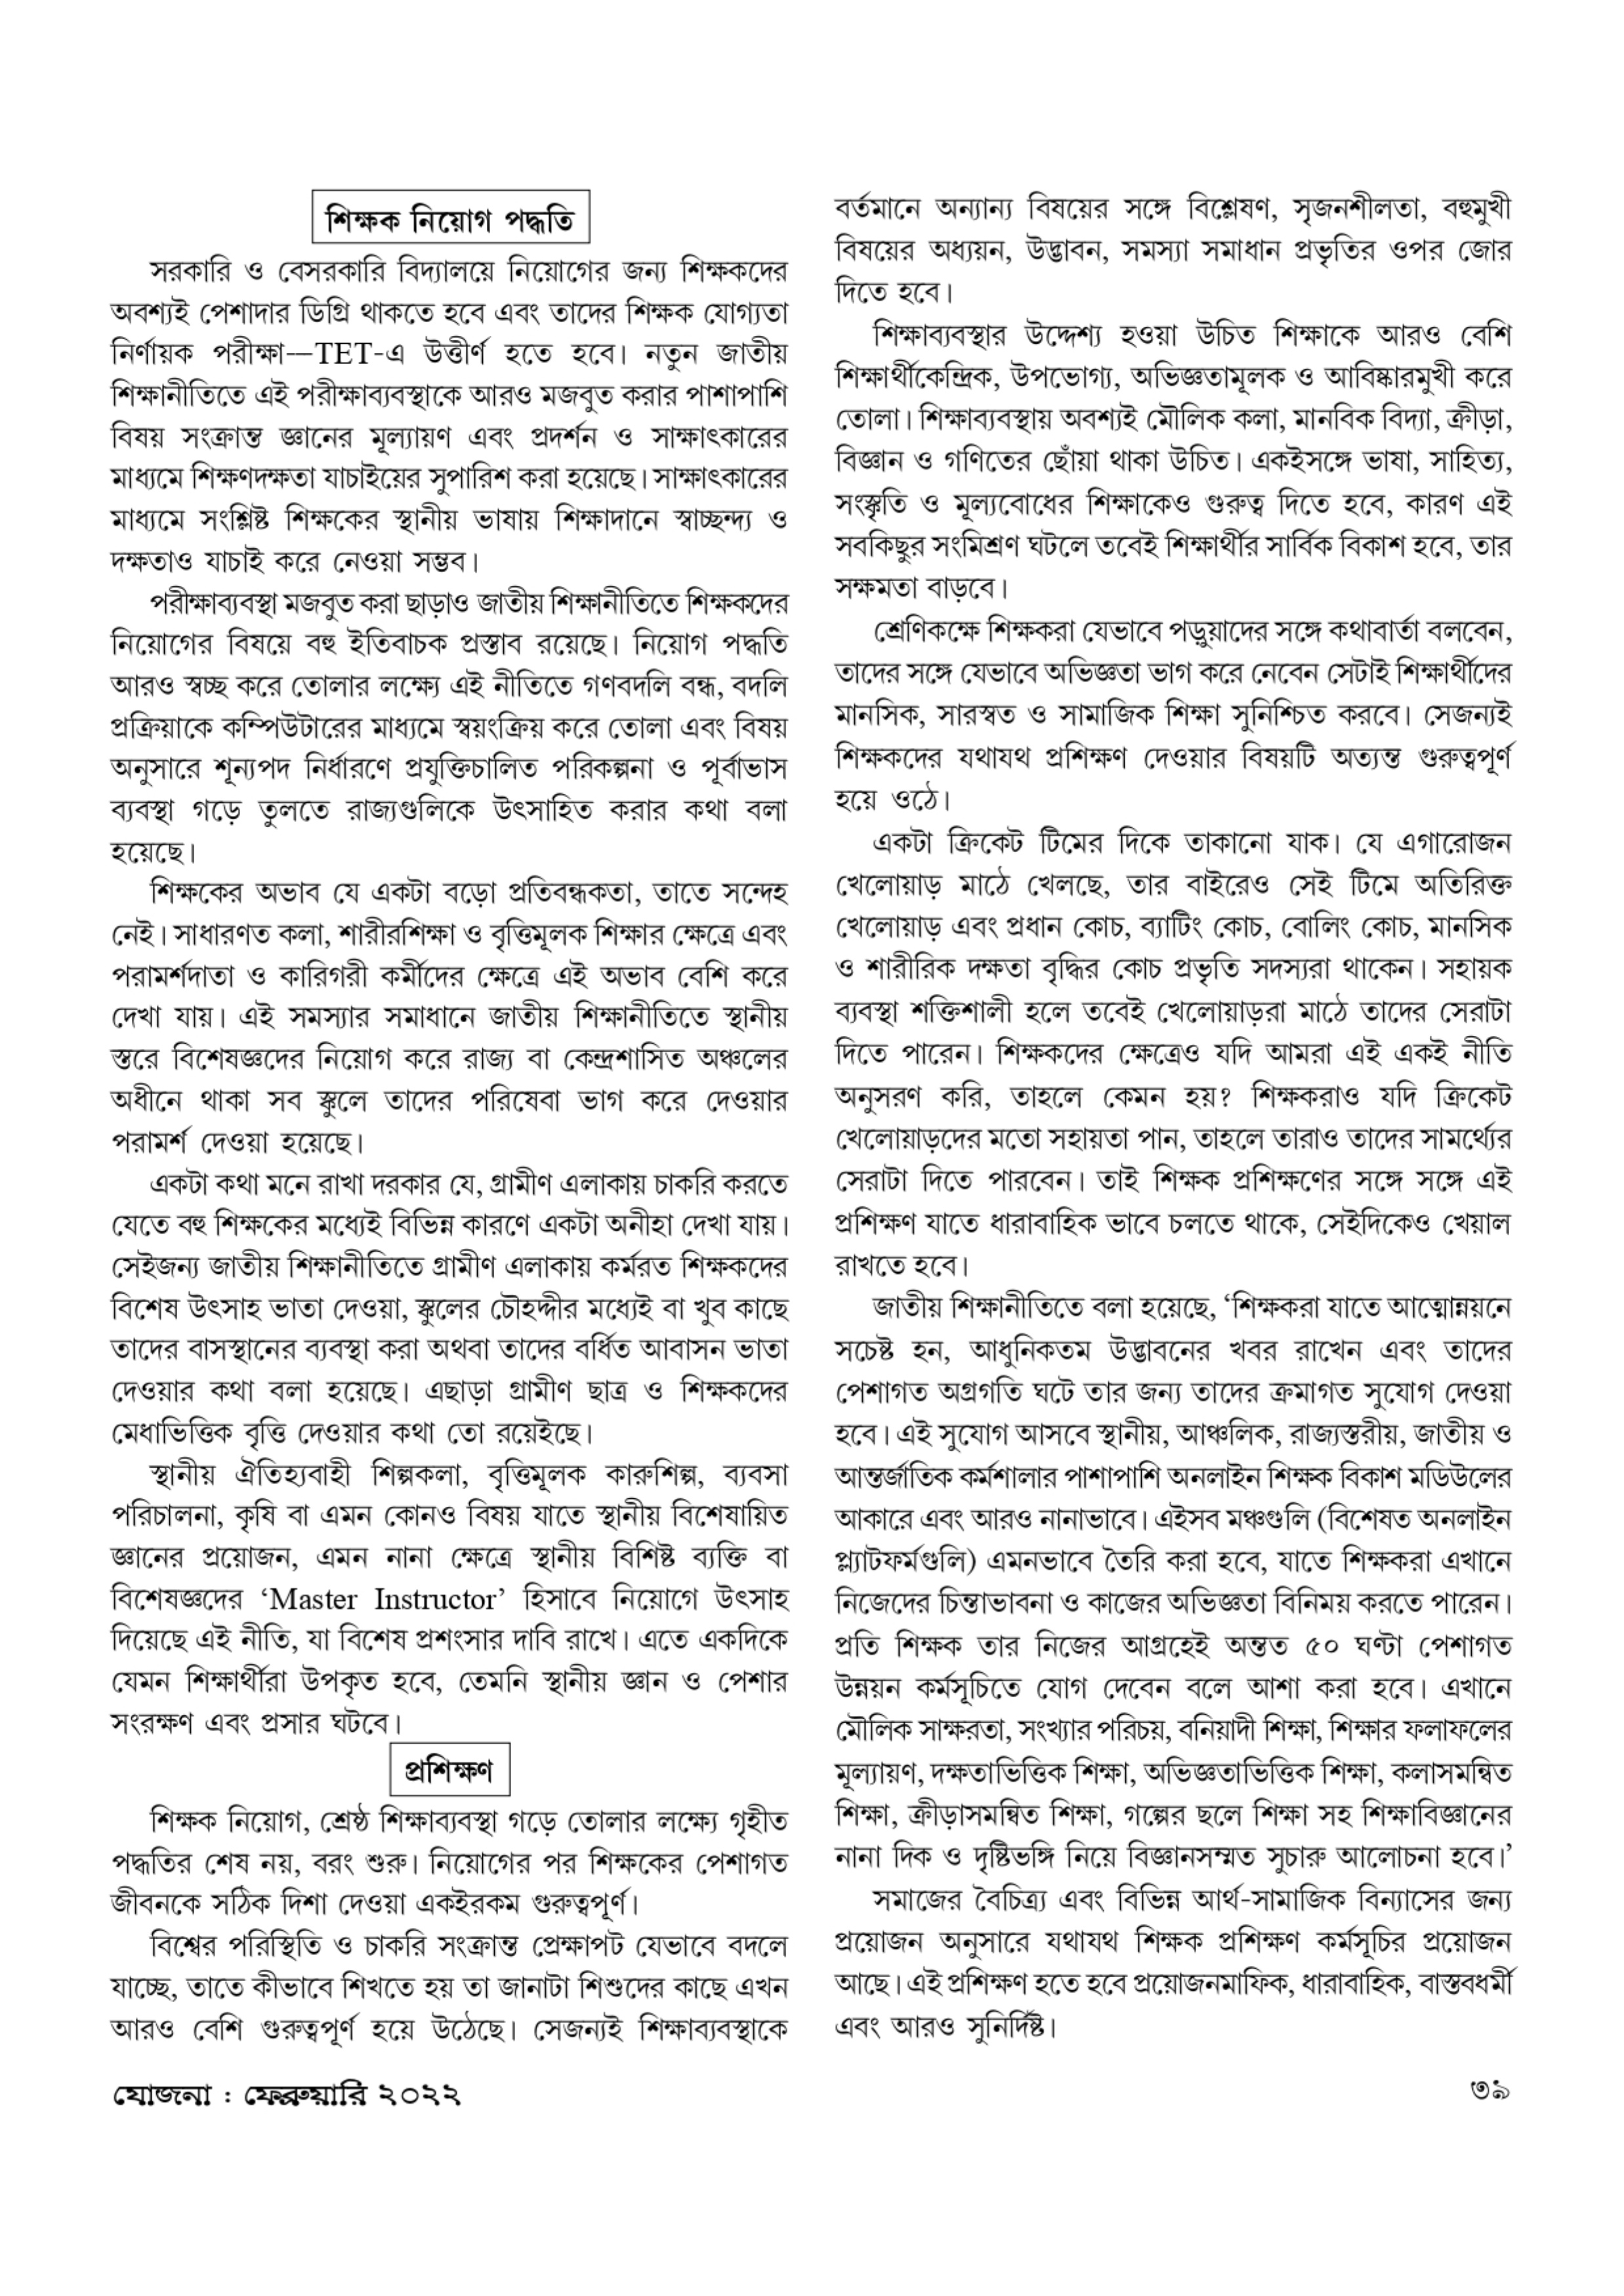 শিক্ষক নিয়োগ পদ্ধতি
সরকারি ও বেসরকারি বিদ্যালয়ে নিয়োগের জন্য শিক্ষকদের
অবশ্যই পেশাদার ডিগ্রি থাকতে হবে এবং তাদের শিক্ষক যোগ্যতা
নির্ণায়ক পরীক্ষা—TET-এ উত্তীর্ণ হতে হবে। নতুন জাতীয়
শিক্ষানীতিতে এই পরীক্ষাব্যবস্থাকে আরও মজবুত করার পাশাপাশি
বিষয় সংক্রান্ত জ্ঞানের মূল্যায়ণ এবং প্রদর্শন ও সাক্ষাৎকারের
মাধ্যমে শিক্ষণদক্ষতা যাচাইয়ের সুপারিশ করা হয়েছে। সাক্ষাৎকারের
মাধ্যমে সংশ্লিষ্ট শিক্ষকের স্থানীয় ভাষায় শিক্ষাদানে স্বাচ্ছন্দ্য ও
দক্ষতাও যাচাই করে নেওয়া সম্ভব।
পরীক্ষাব্যবস্থা মজবুত করা ছাড়াও জাতীয় শিক্ষানীতিতে শিক্ষকদের
নিয়োগের বিষয়ে বহু ইতিবাচক প্রস্তাব রয়েছে। নিয়োগ পদ্ধতি
আরও স্বচ্ছ করে তোলার লক্ষ্যে এই নীতিতে গণবদলি বন্ধ, বদলি
প্রক্রিয়াকে কম্পিউটারের মাধ্যমে স্বয়ংক্রিয় করে তোলা এবং বিষয়
অনুসারে শূন্যপদ নির্ধারণে প্রযুক্তিচালিত পরিকল্পনা ও পূর্বাভাস
ব্যবস্থা গড়ে তুলতে রাজ্যগুলিকে উৎসাহিত করার কথা বলা
হয়েছে।
শিক্ষকের অভাব যে একটা বড়ো প্রতিবন্ধকতা, তাতে সন্দেহ
নেই। সাধারণত কলা, শারীরশিক্ষা ও বৃত্তিমূলক শিক্ষার ক্ষেত্রে এবং
পরামর্শদাতা ও কারিগরী কর্মীদের ক্ষেত্রে এই অভাব বেশি করে
দেখা যায়। এই সমস্যার সমাধানে জাতীয় শিক্ষানীতিতে স্থানীয়
স্তরে বিশেষজ্ঞদের নিয়োগ করে রাজ্য বা কেন্দ্রশাসিত অঞ্চলের
অধীনে থাকা সব স্কুলে তাদের পরিষেবা ভাগ করে দেওয়ার
পরামর্শ দেওয়া হয়েছে।
একটা কথা মনে রাখা দরকার যে, গ্রামীণ এলাকায় চাকরি করতে
যেতে বহু শিক্ষকের মধ্যেই বিভিন্ন কারণে একটা অনীহা দেখা যায়।
সেইজন্য জাতীয় শিক্ষানীতিতে গ্রামীণ এলাকায় কর্মরত শিক্ষকদের
বিশেষ উৎসাহ ভাতা দেওয়া, স্কুলের চৌহদ্দীর মধ্যেই বা খুব কাছে
তাদের বাসস্থানের ব্যবস্থা করা অথবা তাদের বর্ধিত আবাসন ভাতা
দেওয়ার কথা বলা হয়েছে। এছাড়া গ্রামীণ ছাত্র ও শিক্ষকদের
মেধাভিত্তিক বৃত্তি দেওয়ার কথা তো রয়েইছে।
স্থানীয় ঐতিহ্যবাহী শিল্পকলা, বৃত্তিমূলক কারুশিল্প, ব্যবসা
পরিচালনা, কৃষি বা এমন কোনও বিষয় যাতে স্থানীয় বিশেষায়িত
জ্ঞানের প্রয়োজন, এমন নানা ক্ষেত্রে স্থানীয় বিশিষ্ট ব্যক্তি বা
বিশেষজ্ঞদের ‘Master Instructor’ হিসাবে নিয়োগে উৎসাহ
দিয়েছে এই নীতি, যা বিশেষ প্রশংসার দাবি রাখে। এতে একদিকে
যেমন শিক্ষার্থীরা উপকৃত হবে, তেমনি স্থানীয় জ্ঞান ও পেশার
সংরক্ষণ এবং প্রসার ঘটবে।
প্রশিক্ষণ
শিক্ষক নিয়োগ, শ্রেষ্ঠ শিক্ষাব্যবস্থা গড়ে তোলার লক্ষ্যে গৃহীত
পদ্ধতির শেষ নয়, বরং শুরু। নিয়োগের পর শিক্ষকের পেশাগত
জীবনকে সঠিক দিশা দেওয়া একইরকম গুরুত্বপূর্ণ।
বিশ্বের পরিস্থিতি ও চাকরি সংক্রান্ত প্রেক্ষাপট যেভাবে বদলে
যাচ্ছে, তাতে কীভাবে শিখতে হয় তা জানাটা শিশুদের কাছে এখন
আরও বেশি গুরুত্বপূর্ণ হয়ে উঠেছে। সেজন্যই শিক্ষাব্যবস্থাকে
বর্তমানে অন্যান্য বিষয়ের সঙ্গে বিশ্লেষণ, সৃজনশীলতা, বহুমুখী
বিষয়ের অধ্যয়ন, উদ্ভাবন, সমস্যা সমাধান প্রভৃতির ওপর জোর
দিতে হবে।
শিক্ষাব্যবস্থার উদ্দেশ্য হওয়া উচিত শিক্ষাকে আরও বেশি
শিক্ষার্থীকেন্দ্রিক, উপভোগ্য, অভিজ্ঞতামূলক ও আবিষ্কারমুখী করে
তোলা। শিক্ষাব্যবস্থায় অবশ্যই মৌলিক কলা, মানবিক বিদ্যা, ক্রীড়া,
বিজ্ঞান ও গণিতের ছোঁয়া থাকা উচিত। একইসঙ্গে ভাষা, সাহিত্য,
সংস্কৃতি ও মূল্যবোধের শিক্ষাকেও গুরুত্ব দিতে হবে, কারণ এই
সবকিছুর সংমিশ্রণ ঘটলে তবেই শিক্ষার্থীর সার্বিক বিকাশ হবে, তার
সক্ষমতা বাড়বে।
শ্রেণিকক্ষে শিক্ষকরা যেভাবে পড়ুয়াদের সঙ্গে কথাবার্তা বলবেন,
তাদের সঙ্গে যেভাবে অভিজ্ঞতা ভাগ করে নেবেন সেটাই শিক্ষার্থীদের
মানসিক, সারস্বত ও সামাজিক শিক্ষা সুনিশ্চিত করবে। সেজন্যই
শিক্ষকদের যথাযথ প্রশিক্ষণ দেওয়ার বিষয়টি অত্যন্ত গুরুত্বপূর্ণ
হয়ে ওঠে।
একটা ক্রিকেট টিমের দিকে তাকানো যাক। যে এগারোজন
খেলোয়াড় মাঠে খেলছে, তার বাইরেও সেই টিমে অতিরিক্ত
খেলোয়াড় এবং প্রধান কোচ, ব্যাটিং কোচ, বোলিং কোচ, মানসিক
ও শারীরিক দক্ষতা বৃদ্ধির কোচ প্রভৃতি সদস্যরা থাকেন। সহায়ক
ব্যবস্থা শক্তিশালী হলে তবেই খেলোয়াড়রা মাঠে তাদের সেরাটা
দিতে পারেন। শিক্ষকদের ক্ষেত্রেও যদি আমরা এই একই নীতি
অনুসরণ করি, তাহলে কেমন হয়? শিক্ষকরাও যদি ক্রিকেট
খেলোয়াড়দের মতো সহায়তা পান, তাহলে তারাও তাদের সামর্থ্যের
সেরাটা দিতে পারবেন। তাই শিক্ষক প্রশিক্ষণের সঙ্গে সঙ্গে এই
প্রশিক্ষণ যাতে ধারাবাহিক ভাবে চলতে থাকে, সেইদিকেও খেয়াল
রাখতে হবে।
জাতীয় শিক্ষানীতিতে বলা হয়েছে, ‘শিক্ষকরা যাতে আত্মোন্নয়নে
সচেষ্ট হন, আধুনিকতম উদ্ভাবনের খবর রাখেন এবং তাদের
পেশাগত অগ্রগতি ঘটে তার জন্য তাদের ক্রমাগত সুযোগ দেওয়া
হবে। এই সুযোগ আসবে স্থানীয়, আঞ্চলিক, রাজ্যস্তরীয়, জাতীয় ও
আন্তর্জাতিক কর্মশালার পাশাপাশি অনলাইন শিক্ষক বিকাশ মডিউলের
আকারে এবং আরও নানাভাবে। এইসব মঞ্চগুলি (বিশেষত অনলাইন
প্ল্যাটফর্মগুলি) এমনভাবে তৈরি করা হবে, যাতে শিক্ষকরা এখানে
নিজেদের চিন্তাভাবনা ও কাজের অভিজ্ঞতা বিনিময় করতে পারেন।
প্রতি শিক্ষক তার নিজের আগ্রহেই অন্তত ৫০ ঘণ্টা পেশাগত
উন্নয়ন কর্মসূচিতে যোগ দেবেন বলে আশা করা হবে। এখানে
মৌলিক সাক্ষরতা, সংখ্যার পরিচয়, বনিয়াদী শিক্ষা, শিক্ষার ফলাফলের
মূল্যায়ণ, দক্ষতাভিত্তিক শিক্ষা, অভিজ্ঞতাভিত্তিক শিক্ষা, কলাসমন্বিত
শিক্ষা, ক্রীড়াসমন্বিত শিক্ষা, গল্পের ছলে শিক্ষা সহ শিক্ষাবিজ্ঞানের
নানা দিক ও দৃষ্টিভঙ্গি নিয়ে বিজ্ঞানসম্মত সুচারু আলোচনা হবে।’
সমাজের বৈচিত্র্য এবং বিভিন্ন আর্থ-সামাজিক বিন্যাসের জন্য
প্রয়োজন অনুসারে যথাযথ শিক্ষক প্রশিক্ষণ কর্মসূচির প্রয়োজন
আছে। এই প্রশিক্ষণ হতে হবে প্রয়োজনমাফিক, ধারাবাহিক, বাস্তবধর্মী
এবং আরও সুনির্দিষ্ট।
যোজনা : ফেব্রুয়ারি ২০২২
৩৯